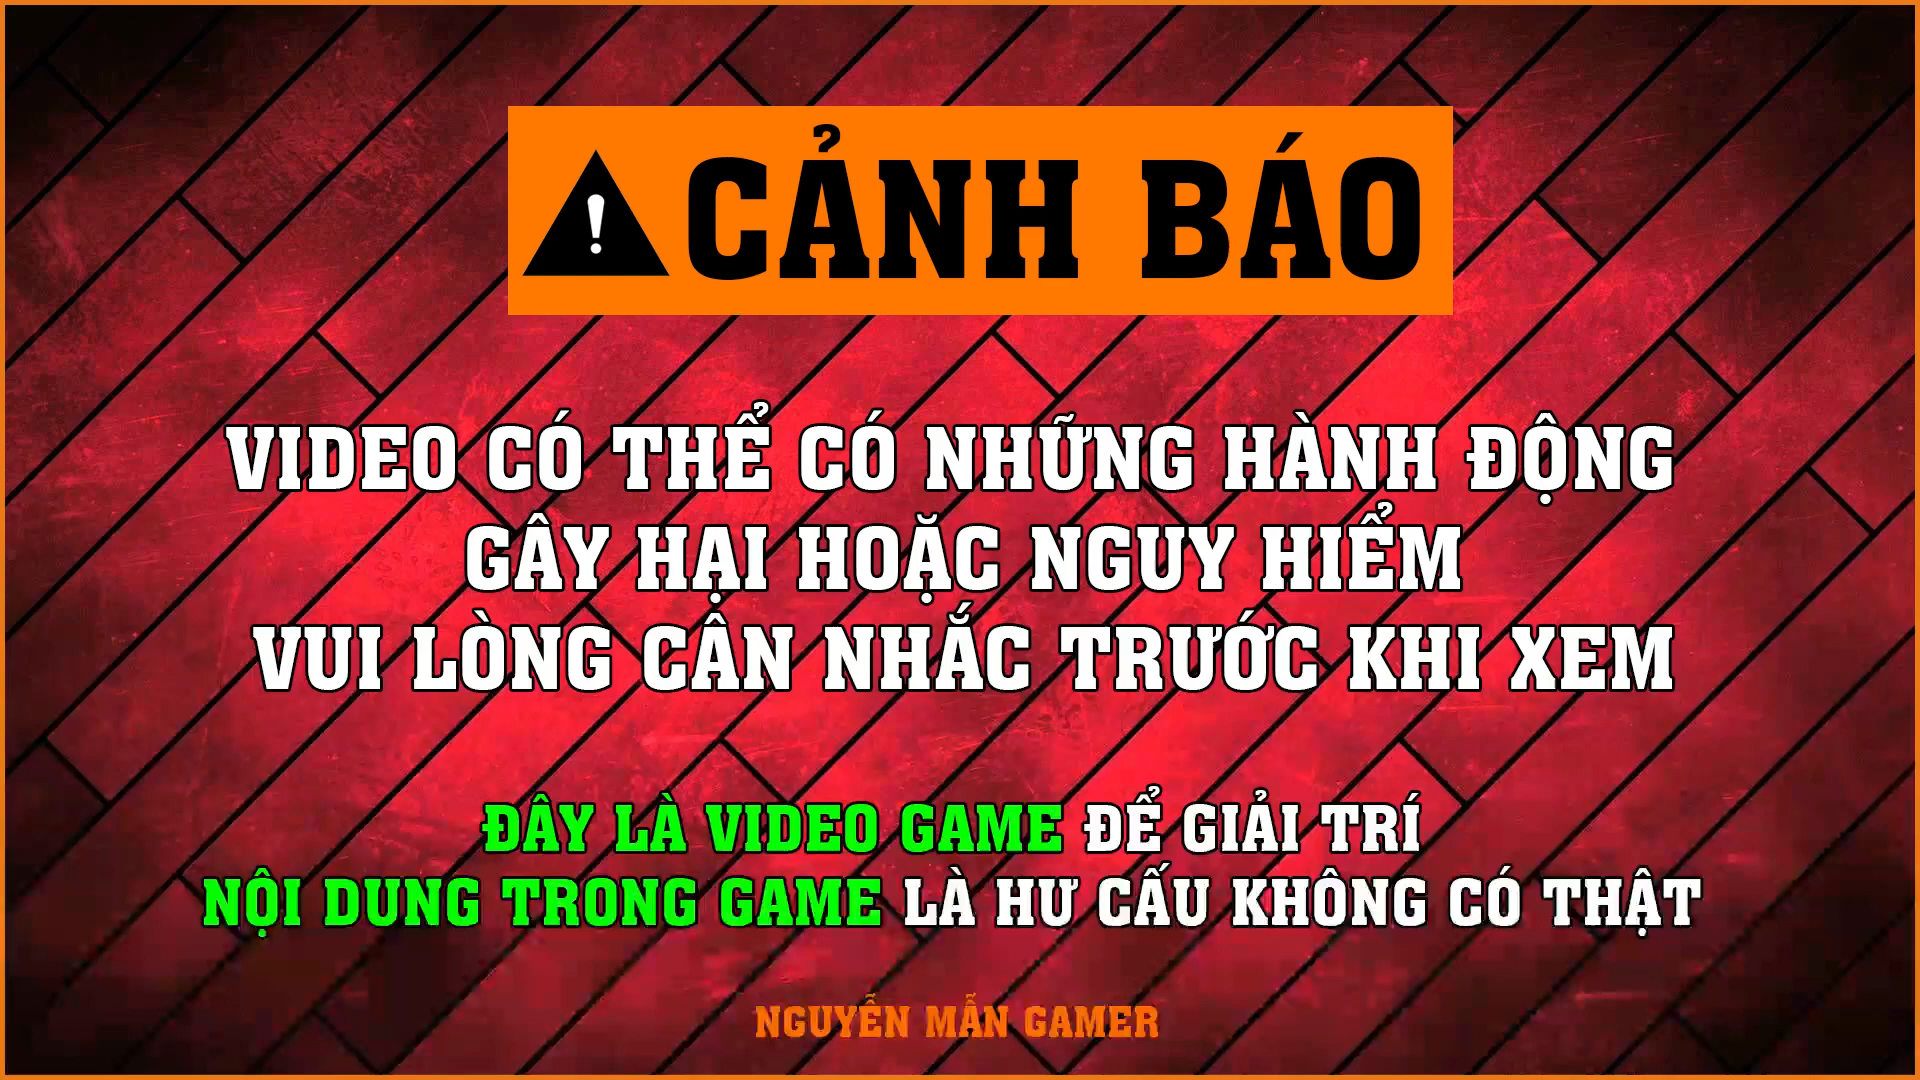 CẢNH BÁO
VIDEO CÓ THỂ CÓ NHỮNG HÀNH ĐỘNG
GÂY HẠI HOẶC NGUY HIỂM
VUI LÒNG CÂN NHẮC TRƯỚC KHI XEM
ĐÂY LÀ VIDEO GAME ĐỂ GIẢI TRÍ
NỘI DUNG TRONG GAME LÀ HƯ CẤU KHÔNG CÓ THẬT
NGUYỄN MẪN GAMER